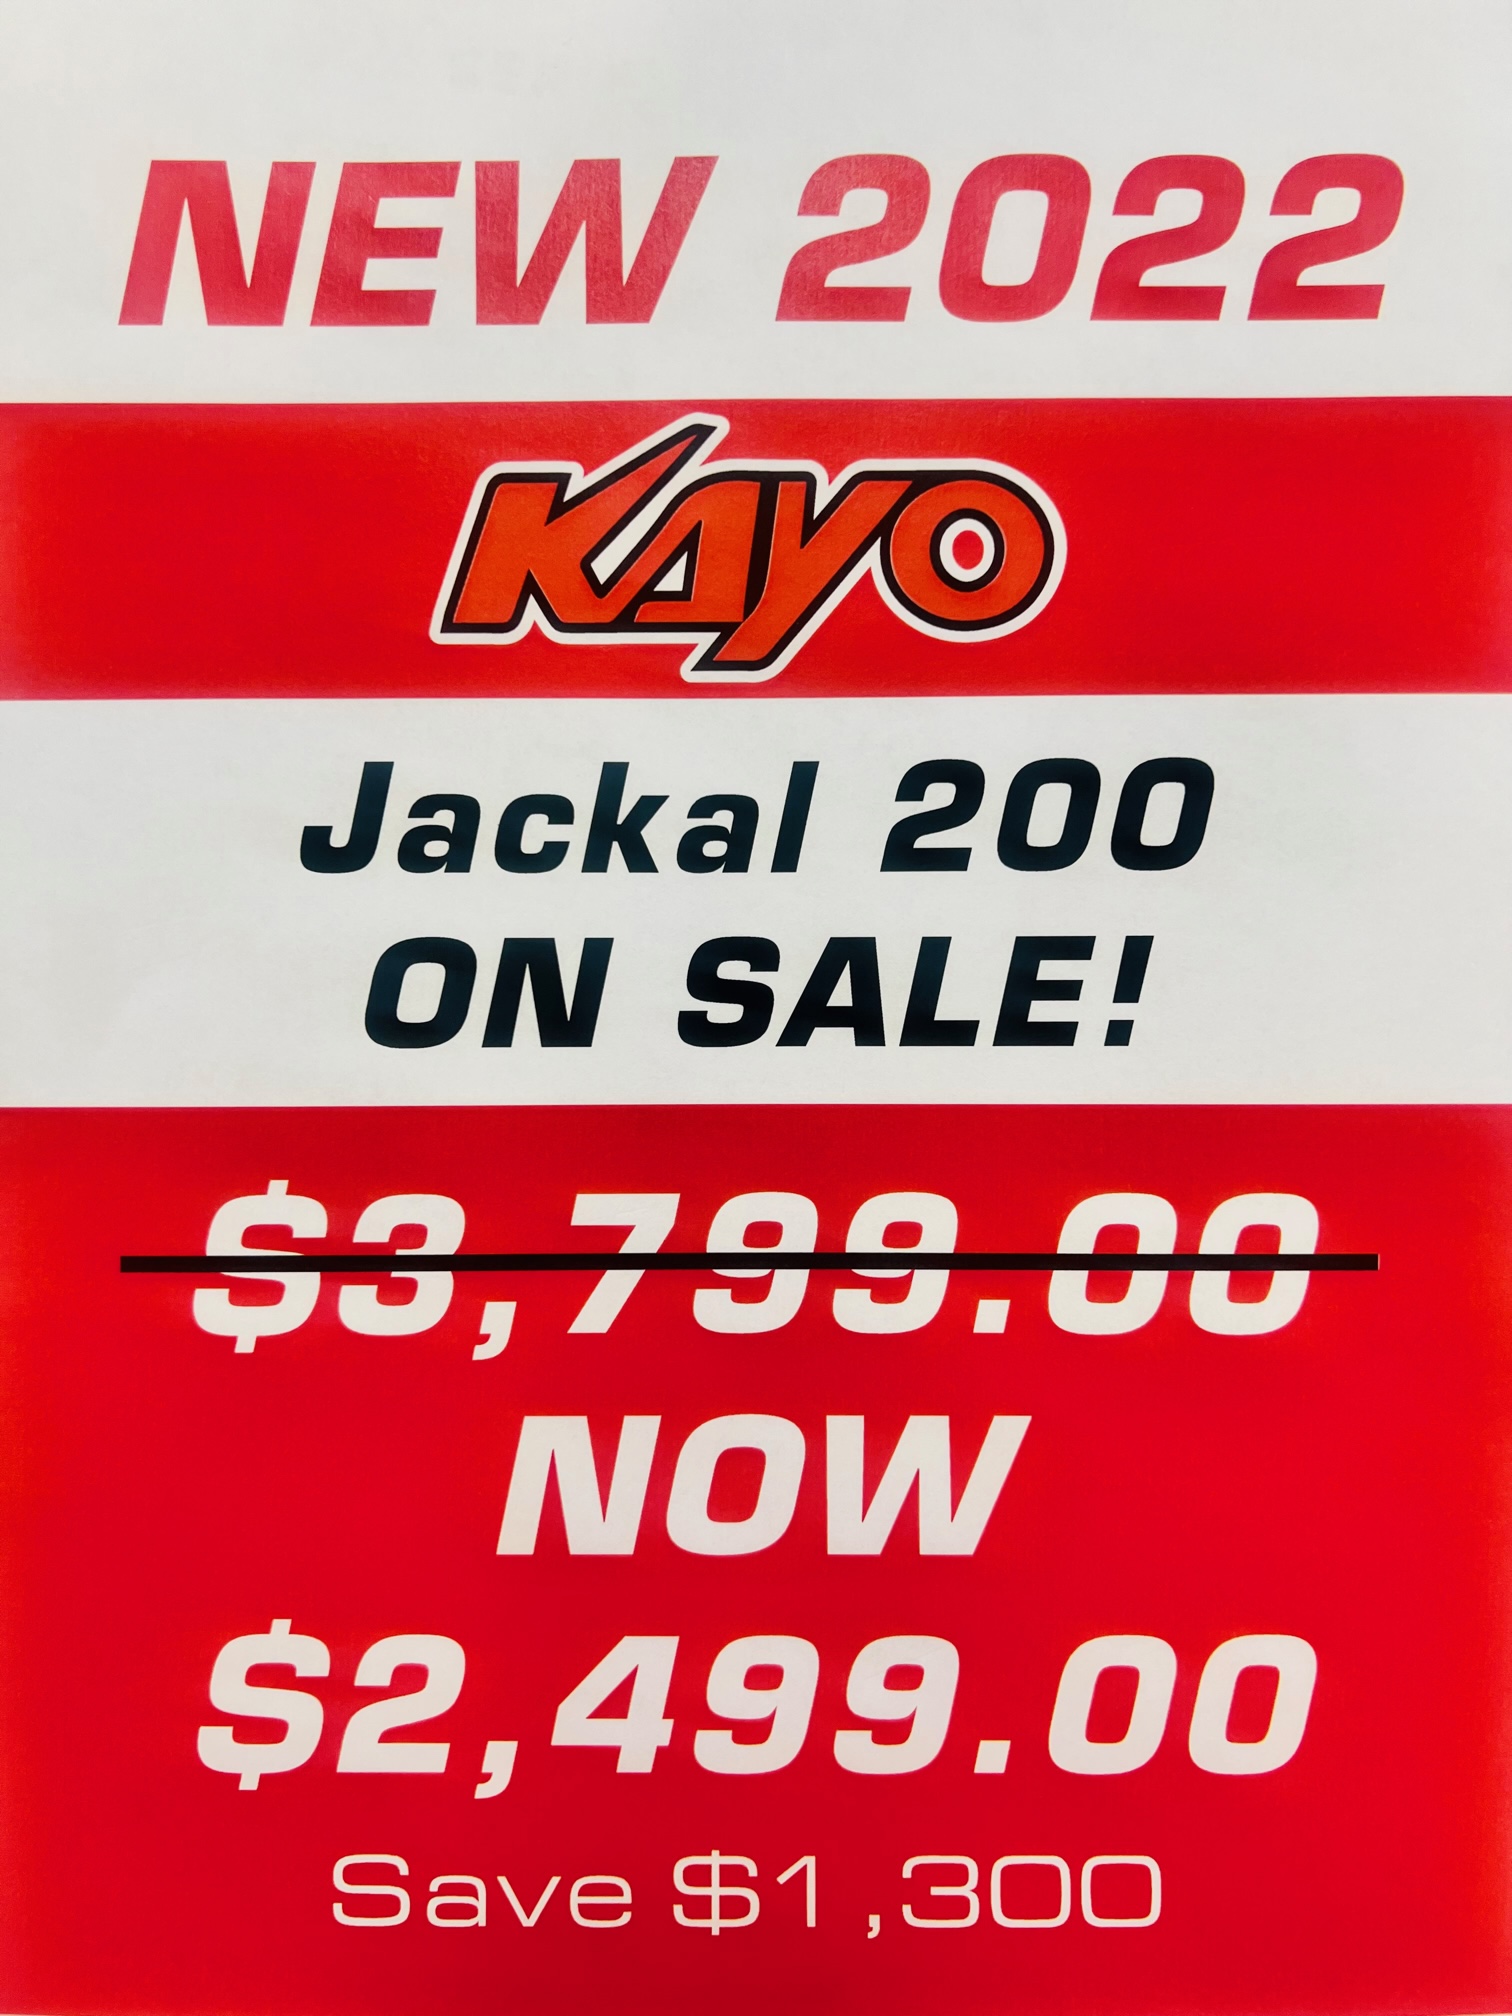 NEW 2022
KAYO
Jackal 200
ON SALE!
$3,799.00
NOW
$2,499.00
Save $1,300